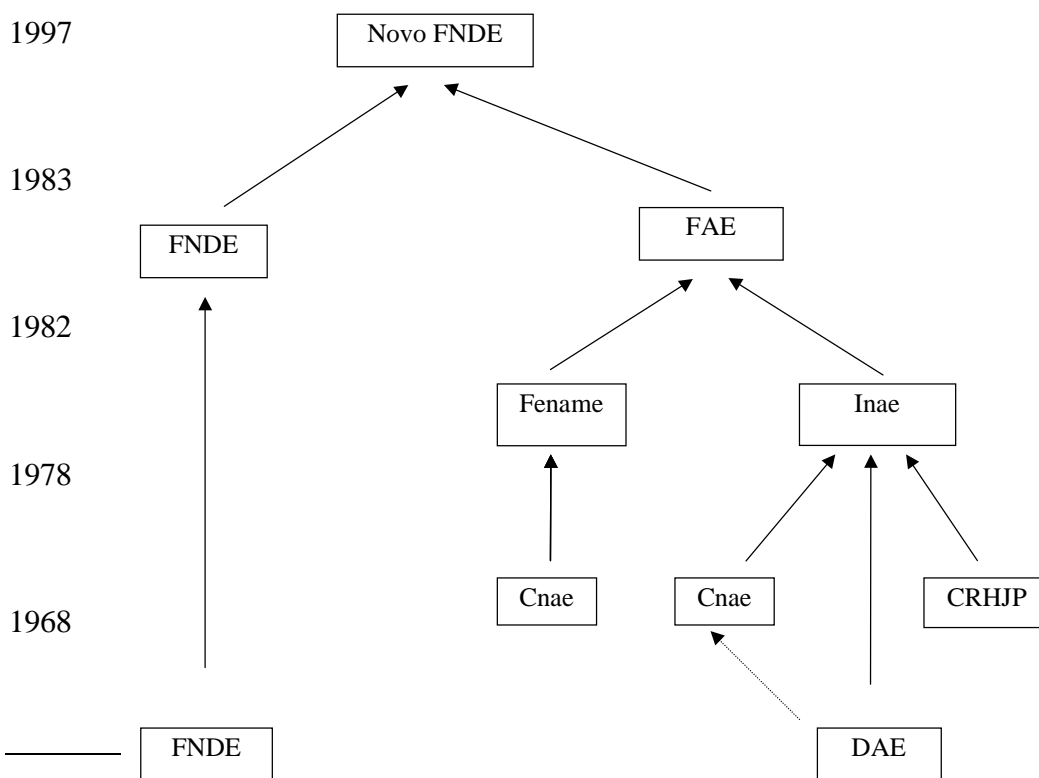 1997
Novo FNDE
1983
FNDE
FAE
1982
Fename
Inae
1978
Cnae
Cnae
CRHJP
1968
FNDE
DAE